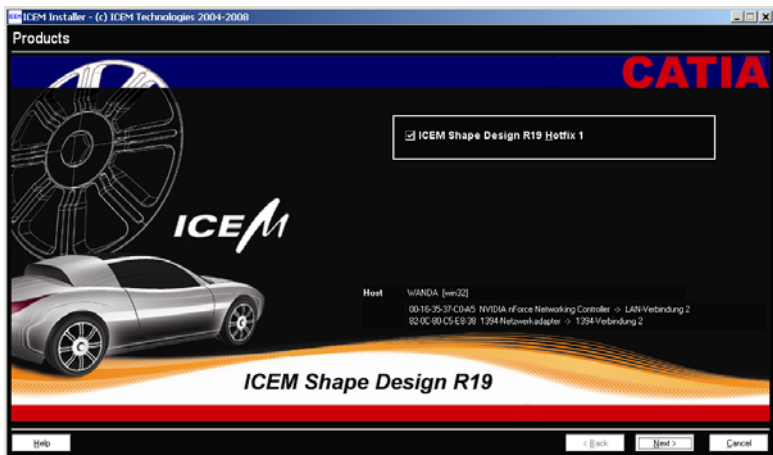 ICEM Installer - (c) ICEM Technologies 2004-2008
Products
CATIA
ICEM Shape Design R19 Hotfix 1
ICEM
Host WANDA [win32]
00-16-35-37-C0-A5 NVIDIA nForce Networking Controller -> LAN-Verbindung 2
82-0C-80-C5-E8-38 1394-Netzwerkadapter -> 1394-Verbindung 2
ICEM Shape Design R19
Help < Back Next > Cancel